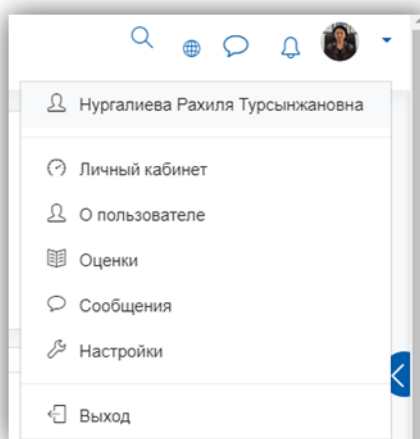 Нургалиева Рахиля Турсынжановна
Личный кабинет
О пользователе
Оценки
Сообщения
Настройки
Выход